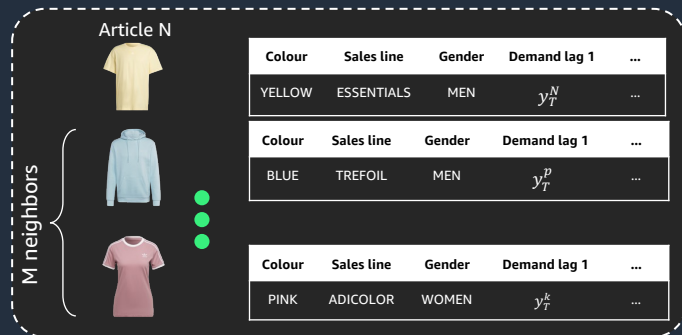 Article N
Colour Sales line Gender Demand lag 1 ...
YELLOW ESSENTIALS MEN y_T^N ...
M neighbors
Colour Sales line Gender Demand lag 1 ...
BLUE TREFOIL MEN y_T^p ...
Colour Sales line Gender Demand lag 1 ...
PINK ADICOLOR WOMEN y_T^k ...